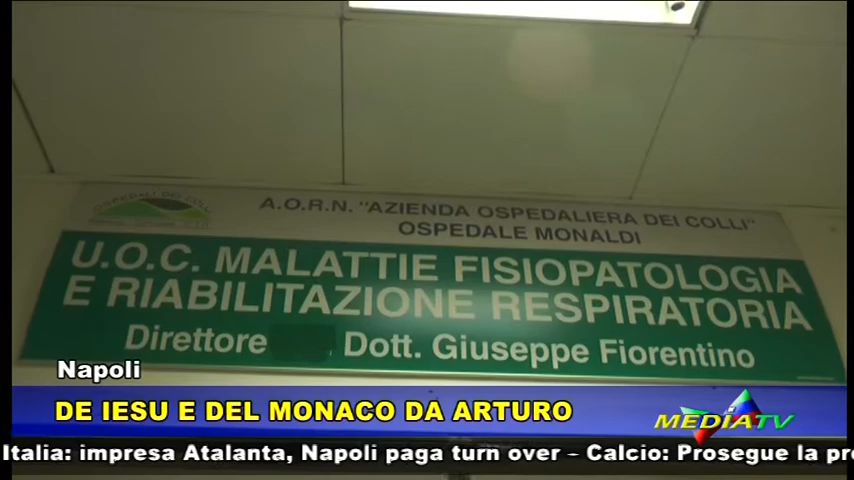 OSPEDALI DEI COLLI
A.O.R.N. "AZIENDA OSPEDALIERA DEI COLLI"
OSPEDALE MONALDI
U.O.C. MALATTIE FISIOPATOLOGIA
E RIABILITAZIONE RESPIRATORIA
Direttore Dott. Giuseppe Fiorentino
Napoli
DE IESU E DEL MONACO DA ARTURO
MEDIATV
Italia: impresa Atalanta, Napoli paga turn over - Calcio: Prosegue la pr